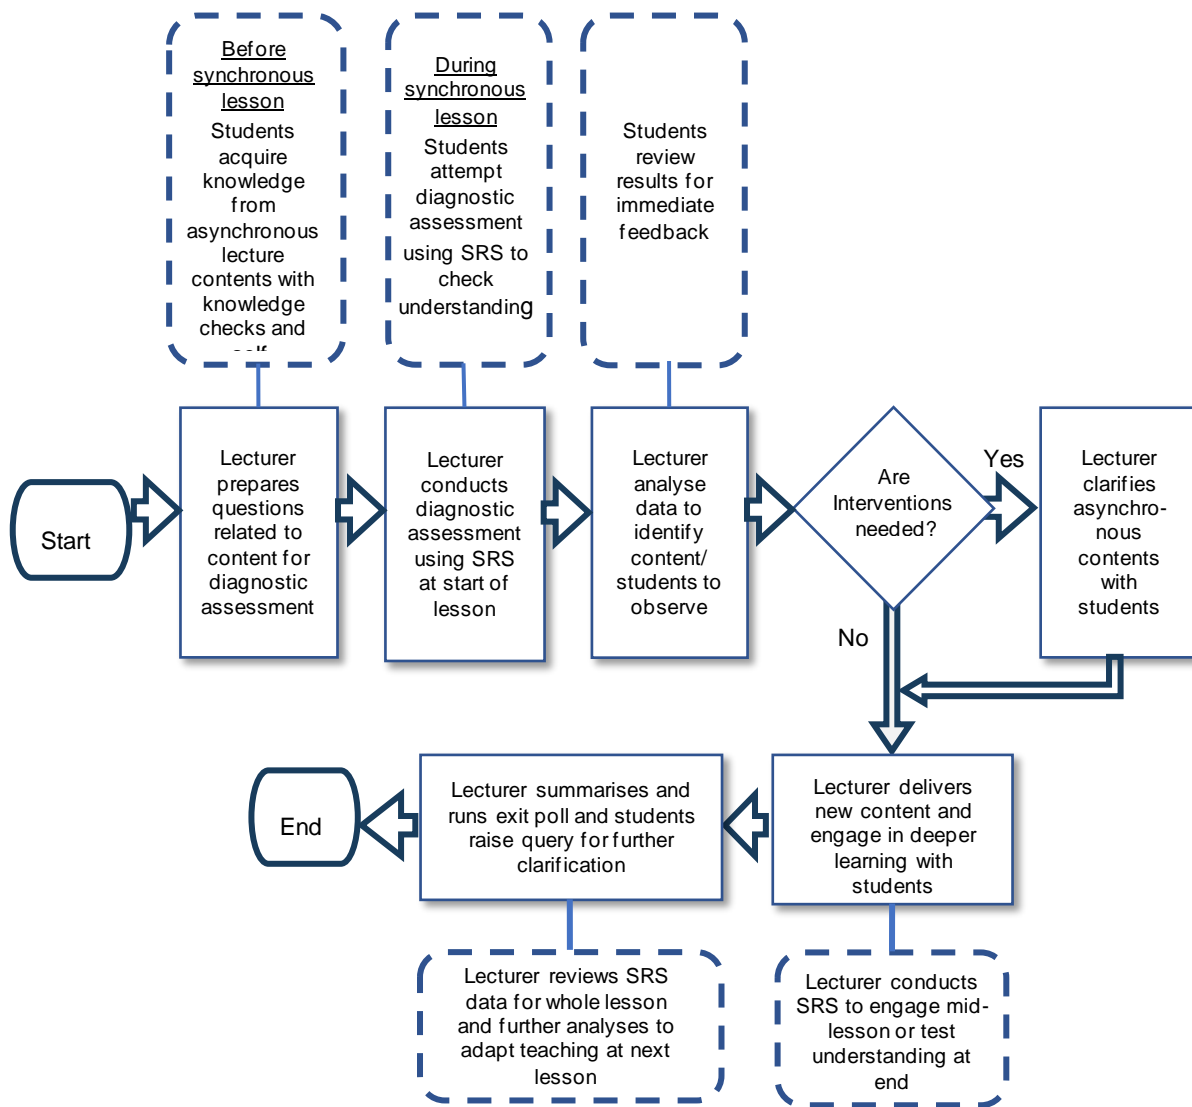 Before
synchronous
lesson
Students
acquire
knowledge
from
asynchronous
lecture
contents with
knowledge
checks and
During
synchronous
lesson
Students
attempt
diagnostic
assessment
using SRS to
check
understanding
Students
review
results for
immediate
feedback
Start
Lecturer
prepares
questions
related to
content for
diagnostic
assessment
Lecturer
conducts
diagnostic
assessment
using SRS
at start of
lesson
Lecturer
analyse
data to
identify
content/
students to
observe
Are
Interventions
needed?
Yes
No
Lecturer
clarifies
asynchro-
nous
contents
with
students
End
Lecturer summarises and
runs exit poll and students
raise query for further
clarification
Lecturer delivers
new content and
engage in deeper
learning with
students
Lecturer reviews SRS
data for whole lesson
and further analyses to
adapt teaching at next
lesson
Lecturer conducts
SRS to engage mid-
lesson or test
understanding at
end